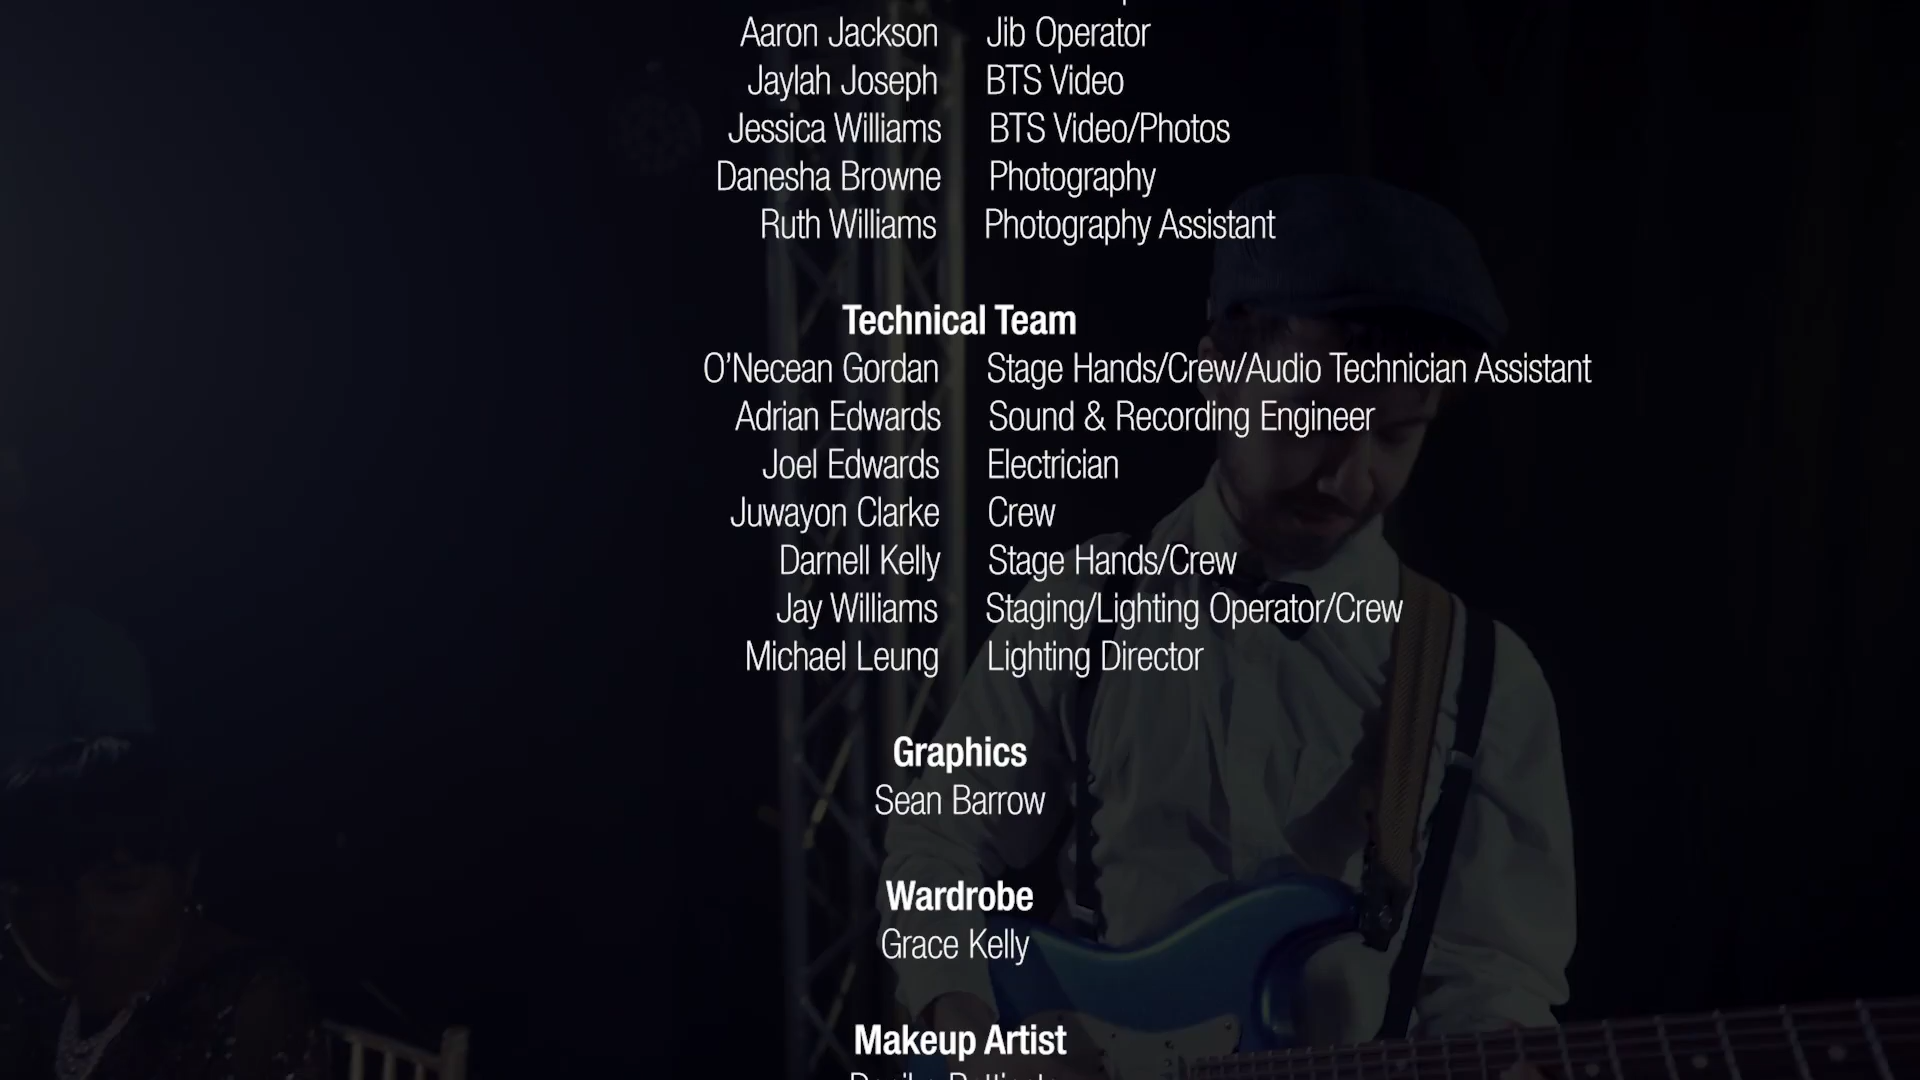 Aaron Jackson Jib Operator
Jaylah Joseph BTS Video
Jessica Williams BTS Video/Photos
Danesha Browne Photography
Ruth Williams Photography Assistant
Technical Team
O’Necean Gordan Stage Hands/Crew/Audio Technician Assistant
Adrian Edwards Sound & Recording Engineer
Joel Edwards Electrician
Juwayon Clarke Crew
Darnell Kelly Stage Hands/Crew
Jay Williams Staging/Lighting Operator/Crew
Michael Leung Lighting Director
Graphics
Sean Barrow
Wardrobe
Grace Kelly
Makeup Artist